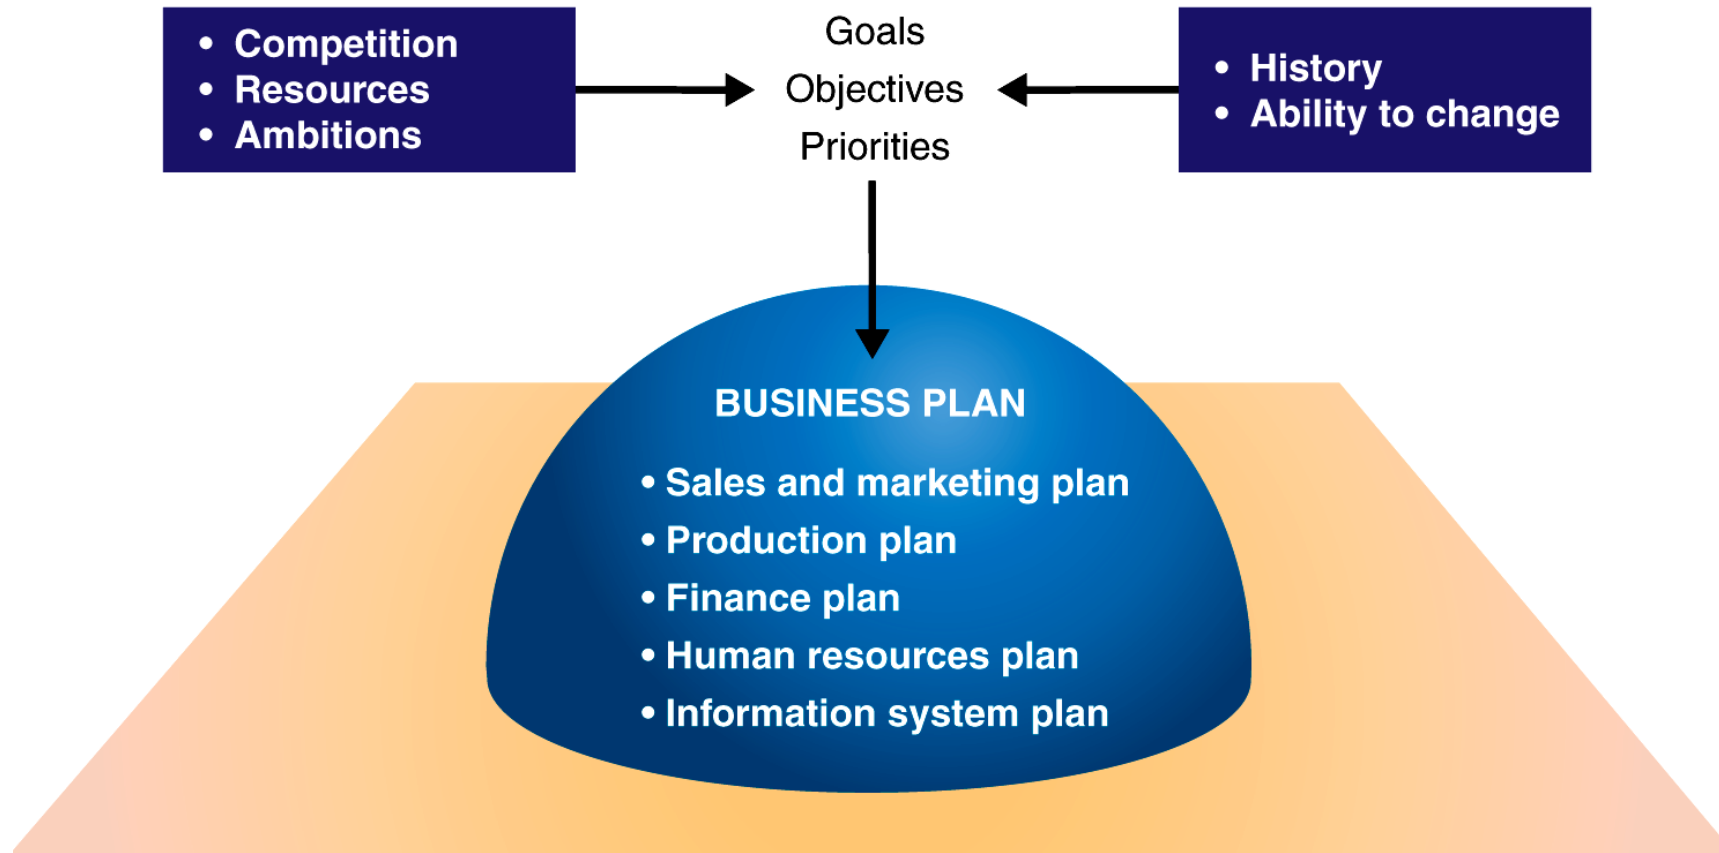 • Competition
• Resources
• Ambitions
Goals
Objectives
Priorities
• History
• Ability to change
BUSINESS PLAN
• Sales and marketing plan
• Production plan
• Finance plan
• Human resources plan
• Information system plan